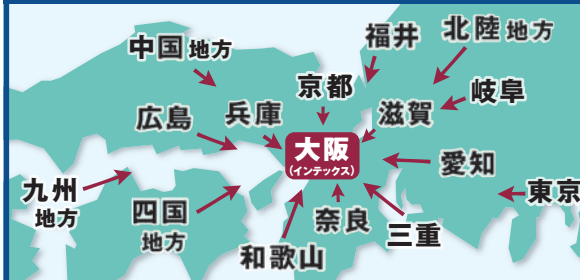 福井
北陸地方
中国地方
京都
岐阜
広島
兵庫
滋賀
大阪
(インテックス)
愛知
九州
地方
四国
地方
奈良
東京
三重
和歌山